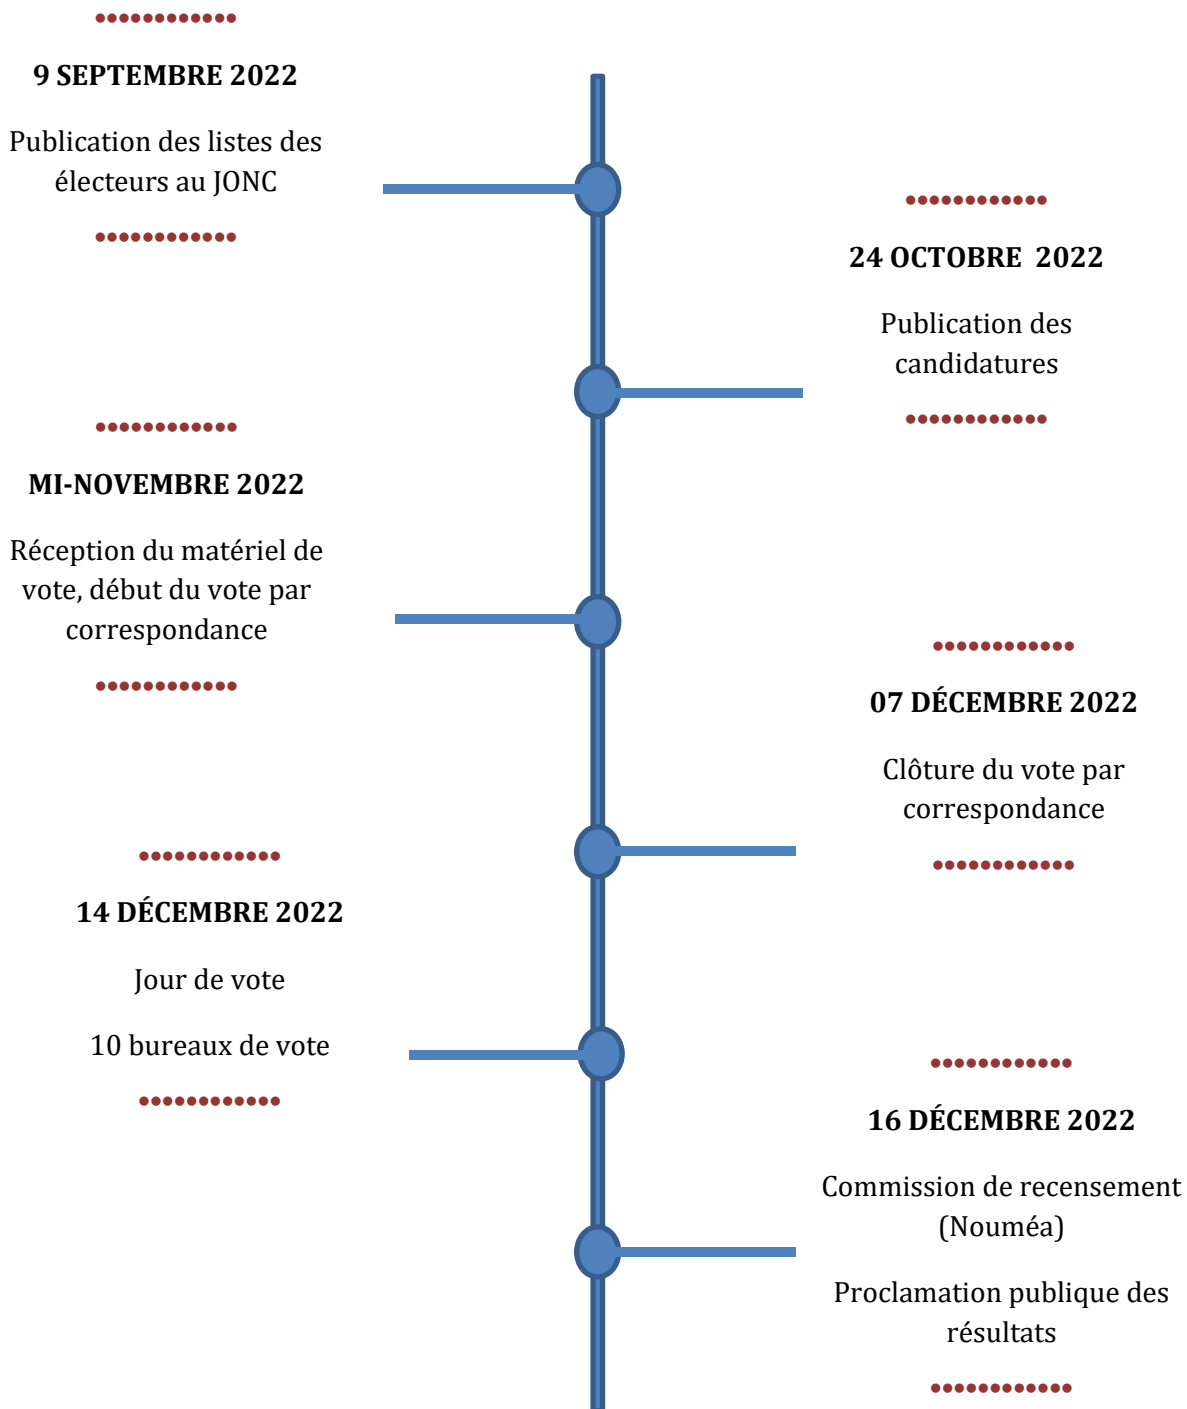 9 SEPTEMBRE 2022
Publication des listes des
électeurs au JONC
24 OCTOBRE  2022
Publication des
candidatures
MI-NOVEMBRE 2022
Réception du matériel de
vote, début du vote par
correspondance
07 DÉCEMBRE 2022
Clôture du vote par
correspondance
14 DÉCEMBRE 2022
Jour de vote
10 bureaux de vote
16 DÉCEMBRE 2022
Commission de recensement
(Nouméa)
Proclamation publique des
résultats